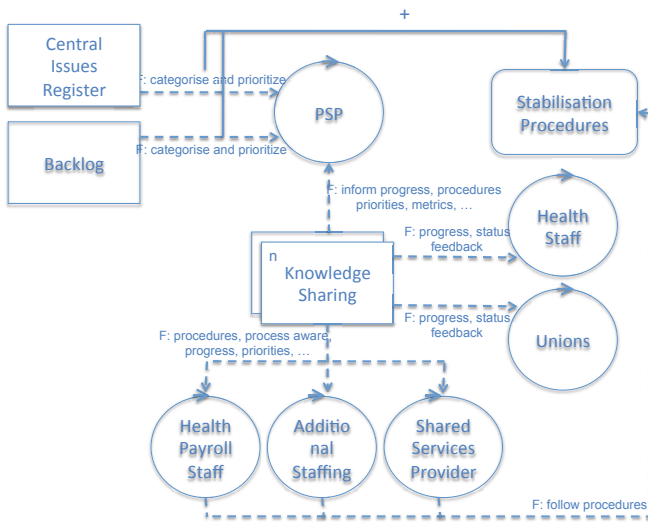 +
Central
Issues
Register
F: categorise and prioritize
PSP
Stabilisation
Procedures
Backlog
F: categorise and prioritize
F: inform progress, procedures
priorities, metrics, ...
Health
Staff
F: progress, status
feedback
n
Knowledge
Sharing
F: progress, status
feedback
Unions
F: procedures, process aware,
progress, priorities, ...
Health
Payroll
Staff
Additio
nal
Staffing
Shared
Services
Provider
F: follow procedures